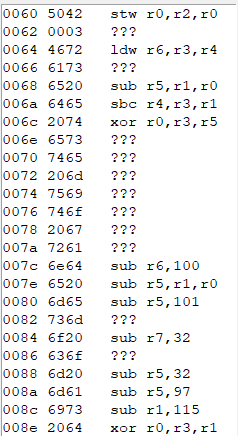 0060 5042 stw r0,r2,r0
0062 0003 ???
0064 4672 ldw r6,r3,r4
0066 6173 ???
0068 6520 sub r5,r1,r0
006a 6465 sbc r4,r3,r1
006c 2074 xor r0,r3,r5
006e 6573 ???
0070 7465 ???
0072 206d ???
0074 7569 ???
0076 746f ???
0078 2067 ???
007a 7261 ???
007c 6e64 sub r6,100
007e 6520 sub r5,r1,r0
0080 6d65 sub r5,101
0082 736d ???
0084 6f20 sub r7,32
0086 636f ???
0088 6d20 sub r5,32
008a 6d61 sub r5,97
008c 6973 sub r1,115
008e 2064 xor r0,r3,r1